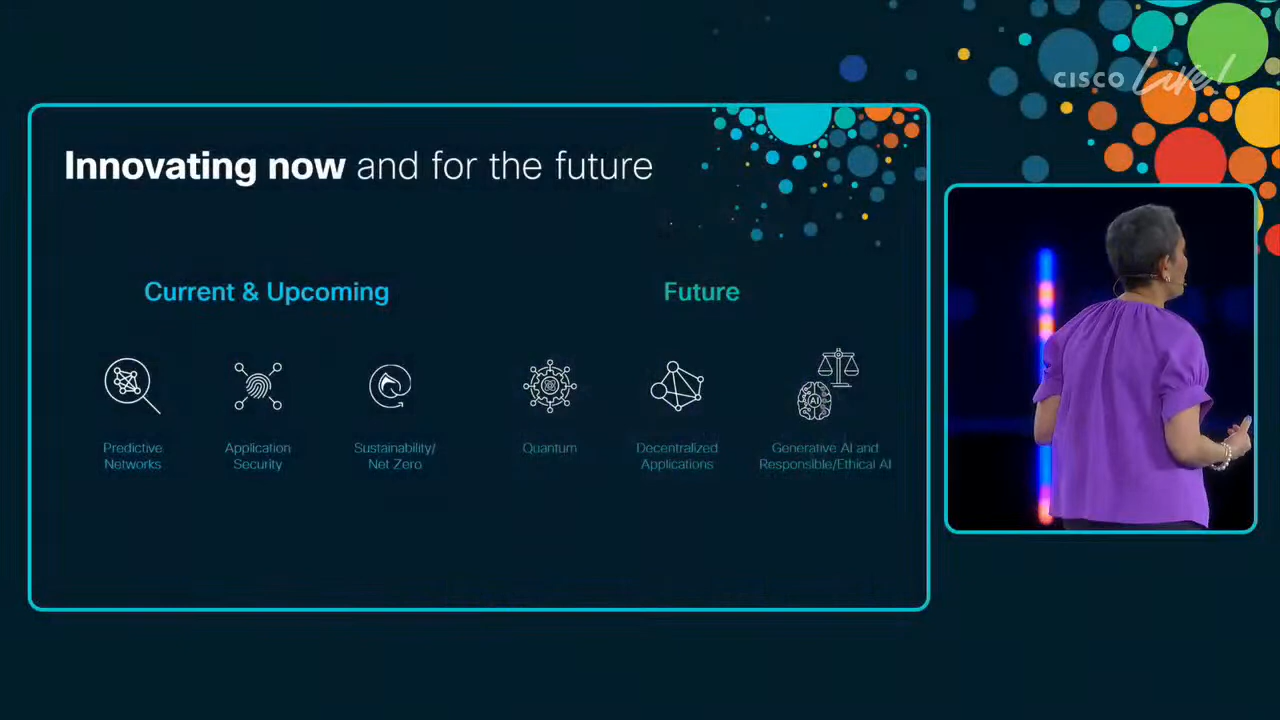 CISCO Live!
Innovating now and for the future
Current & Upcoming
Future
Predictive
Networks
Application
Security
Sustainability/
Net Zero
Quantum
Decentralized
Applications
AI
Generative AI and
Responsible/Ethical AI